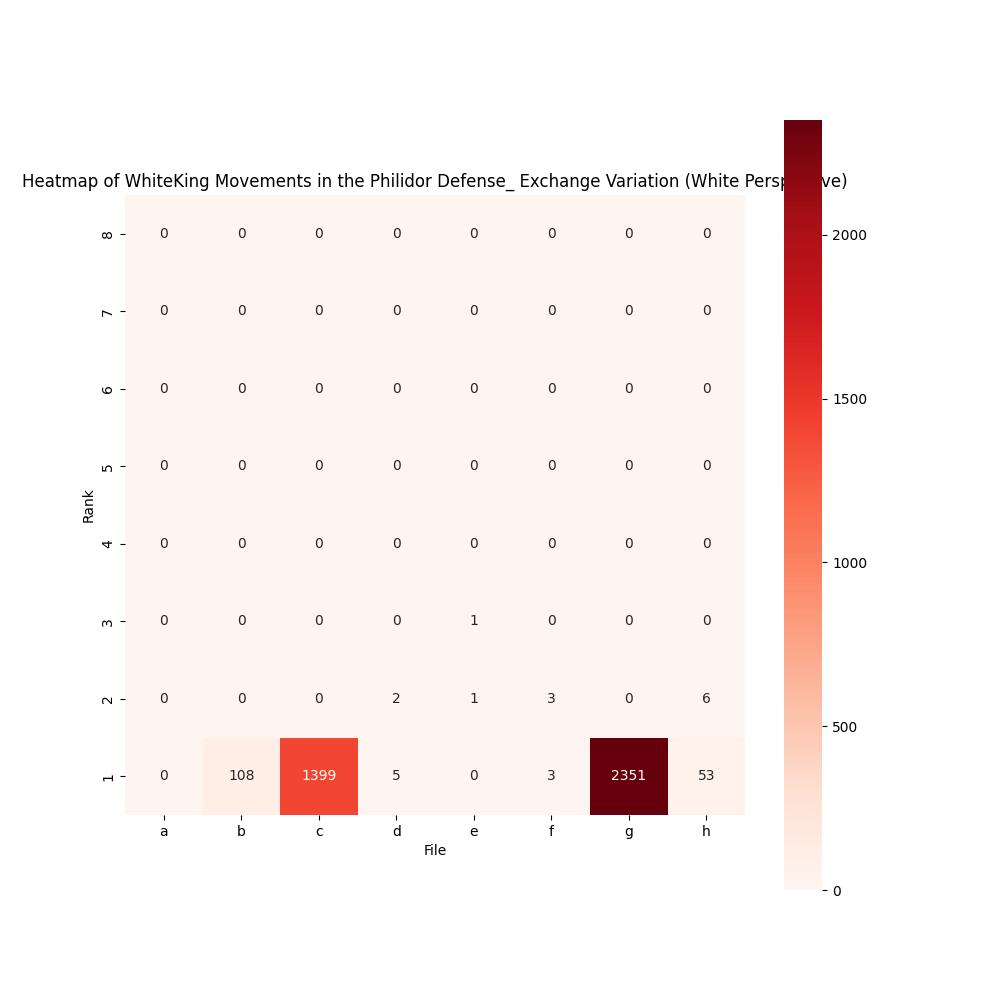 Heatmap of WhiteKing Movements in the Philidor Defense_ Exchange Variation (White Perspective)
8 0 0 0 0 0 0 0 0
7 0 0 0 0 0 0 0 0
6 0 0 0 0 0 0 0 0
5 0 0 0 0 0 0 0 0
4 0 0 0 0 0 0 0 0
3 0 0 0 0 1 0 0 0
2 0 0 0 2 1 3 0 6
1 0 108 1399 5 0 3 2351 53
a b c d e f g h
File
Rank
2000
1500
1000
500
0